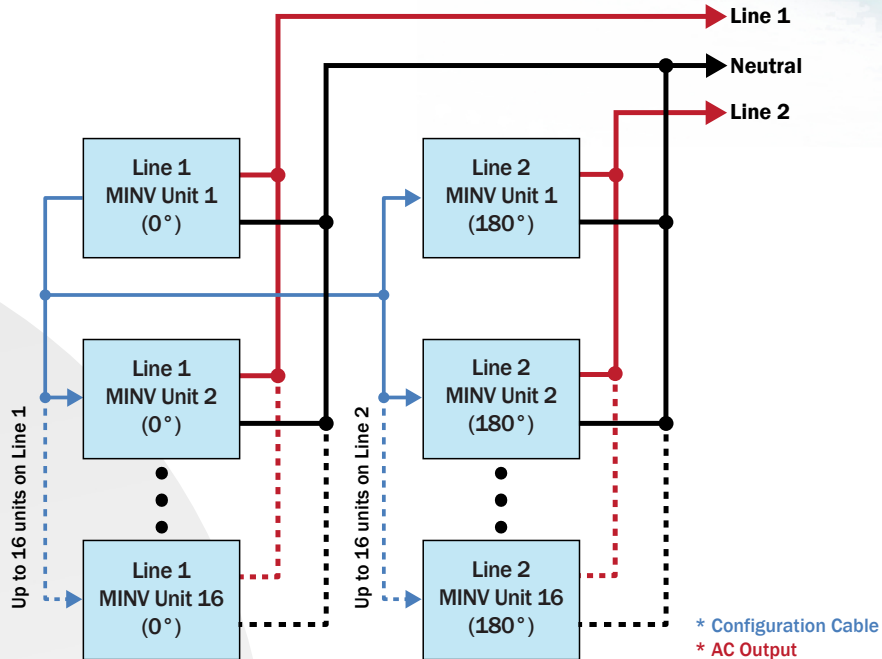 Line 1
Neutral
Line 2
Line 1
MINV Unit 1
(0°)
Line 2
MINV Unit 1
(180°)
Line 1
MINV Unit 2
(0°)
Line 2
MINV Unit 2
(180°)
Up to 16 units on Line 1
Up to 16 units on Line 2
Line 1
MINV Unit 16
(0°)
Line 2
MINV Unit 16
(180°)
* Configuration Cable
* AC Output